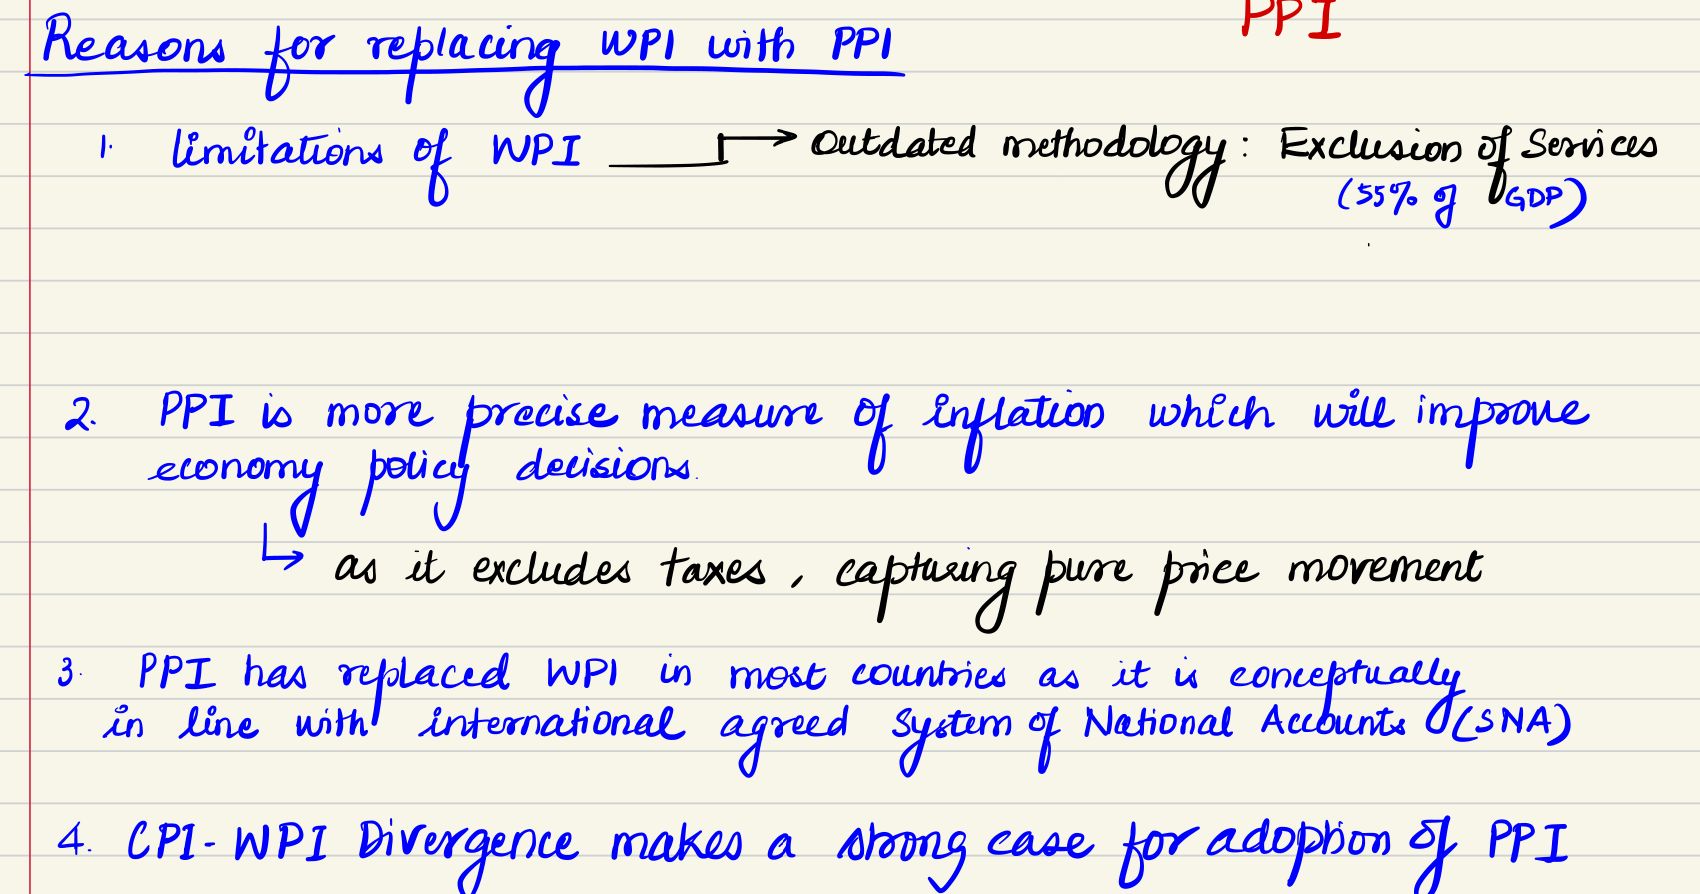 PPI
Reasons for replacing WPI with PPI
1. limitations of WPI → Outdated methodology: Exclusion of Services
(55% of GDP)
2. PPI is more precise measure of inflation which will improve
economy policy decisions.
↳ as it excludes taxes, capturing pure price movement
3. PPI has replaced WPI in most countries as it is conceptually
in line with international agreed System of National Accounts (SNA)
4. CPI-WPI Divergence makes a strong case for adoption of PPI